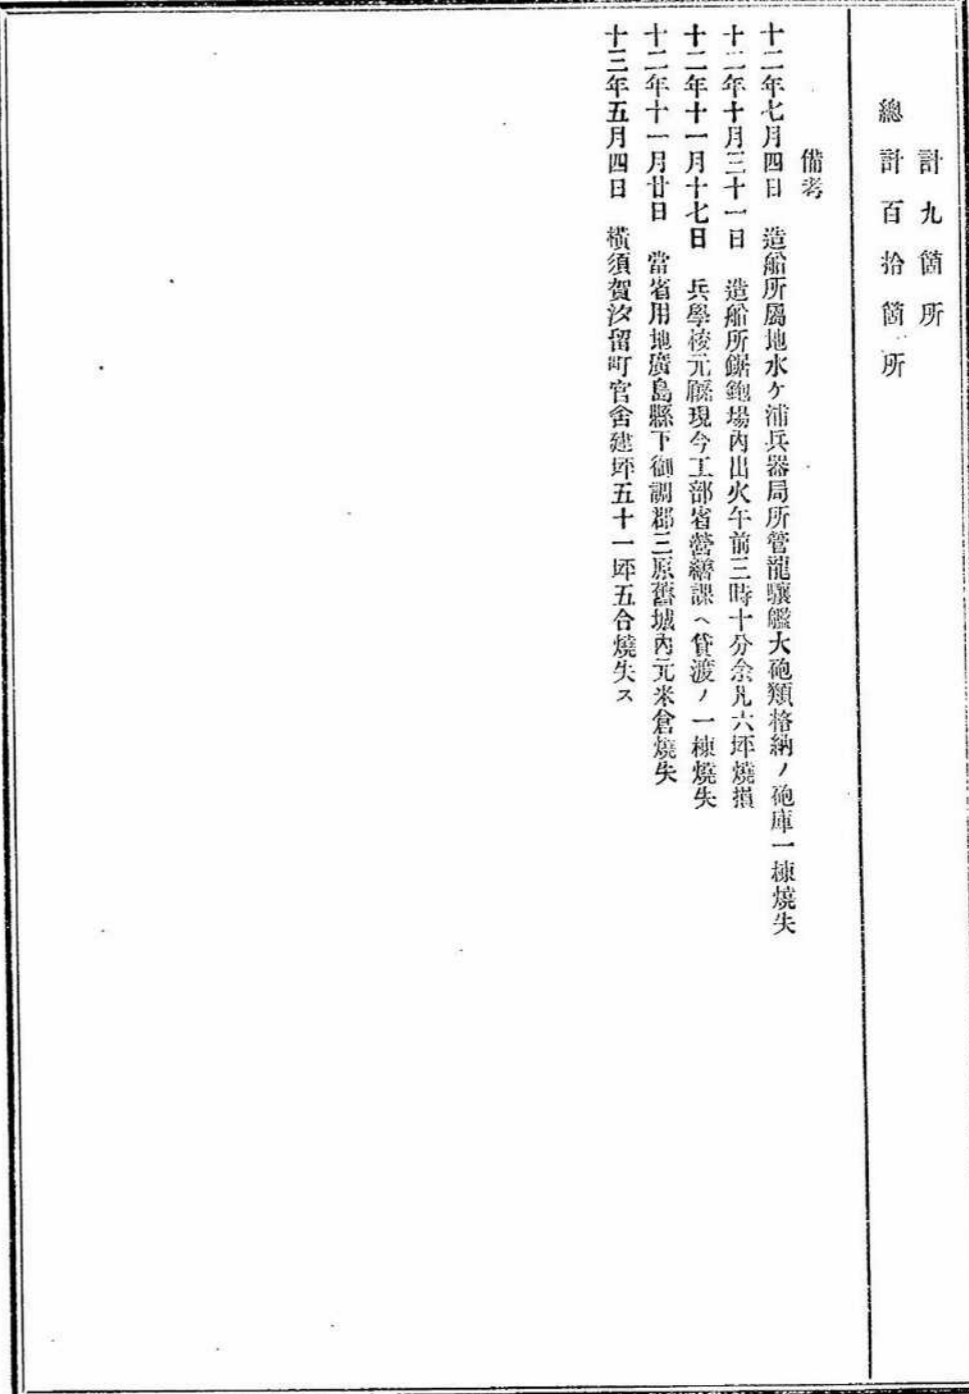 計九箇所
總計百拾箇所
備考
十二年七月四日　造船所屬地水ケ浦兵器局所管龍驤艦大砲類格納ノ砲庫一棟燒失
十二年十月三十一日　造船所鋸鉋場內出火午前三時十分余凡六坪燒損
十二年十一月十七日　兵學校元廐現今工部省營繕課ヘ貸渡ノ一棟燒失
十二年十一月廿日　當省用地廣島縣下御調郡三原舊城內元米倉燒失
十三年五月四日　橫須賀汐留町官舍建坪五十一坪五合燒失ス